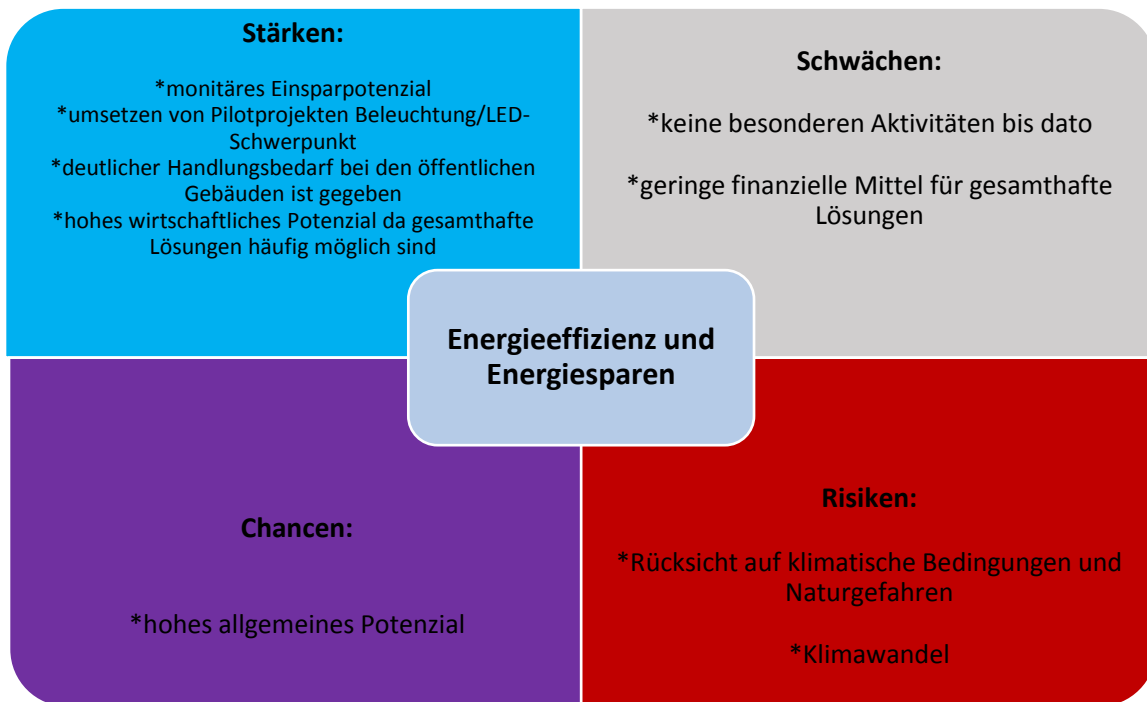 Stärken:
*monitäres Einsparpotenzial
*umsetzen von Pilotprojekten Beleuchtung/LED-
Schwerpunkt
*deutlicher Handlungsbedarf bei den öffentlichen
Gebäuden ist gegeben
*hohes wirtschaftliches Potenzial da gesamthafte
Lösungen häufig möglich sind
Schwächen:
*keine besonderen Aktivitäten bis dato
*geringe finanzielle Mittel für gesamthafte
Lösungen
Energieeffizienz und
Energiesparen
Chancen:
*hohes allgemeines Potenzial
Risiken:
*Rücksicht auf klimatische Bedingungen und
Naturgefahren
*Klimawandel